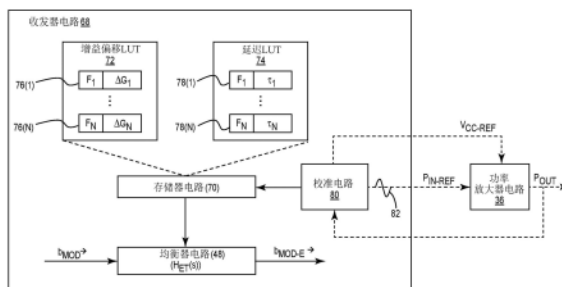 收发器电路68
增益偏移LUT
72
76(1)
F1 ΔG1
⋮
76(N)
FN ΔGN
延迟LUT
74
78(1)
F1 τ1
⋮
78(N)
FN τN
VCC-REF
存储器电路(70)
校准电路
80
82
PIN-REF
功率
放大器电路
36
POUT
bMOD→
均衡器电路(48)
(HET(s))
bMOD-E→